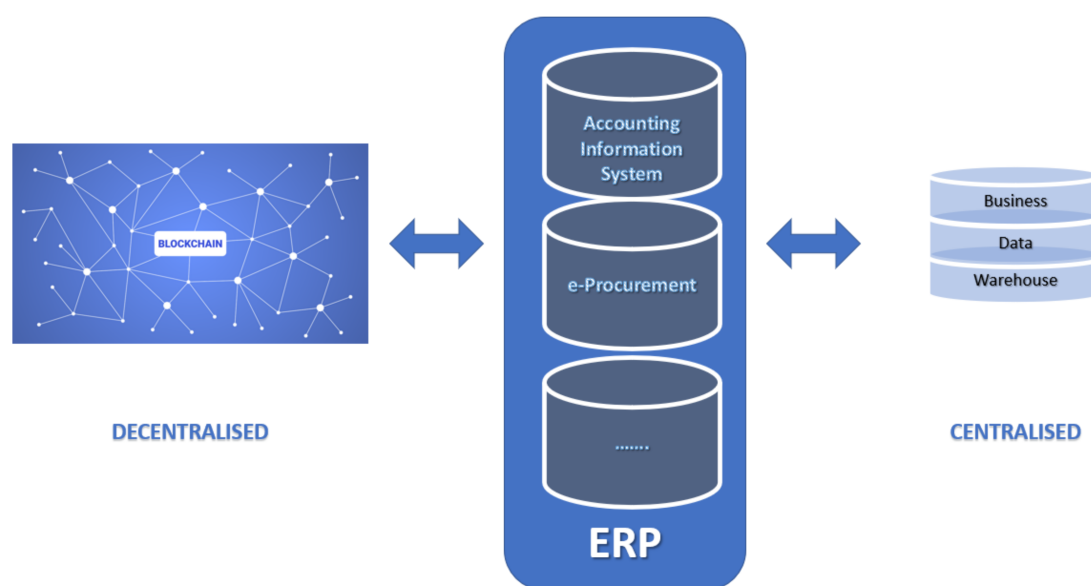 BLOCKCHAIN
DECENTRALISED
Accounting
Information
System
e-Procurement
.......
ERP
Business
Data
Warehouse
CENTRALISED